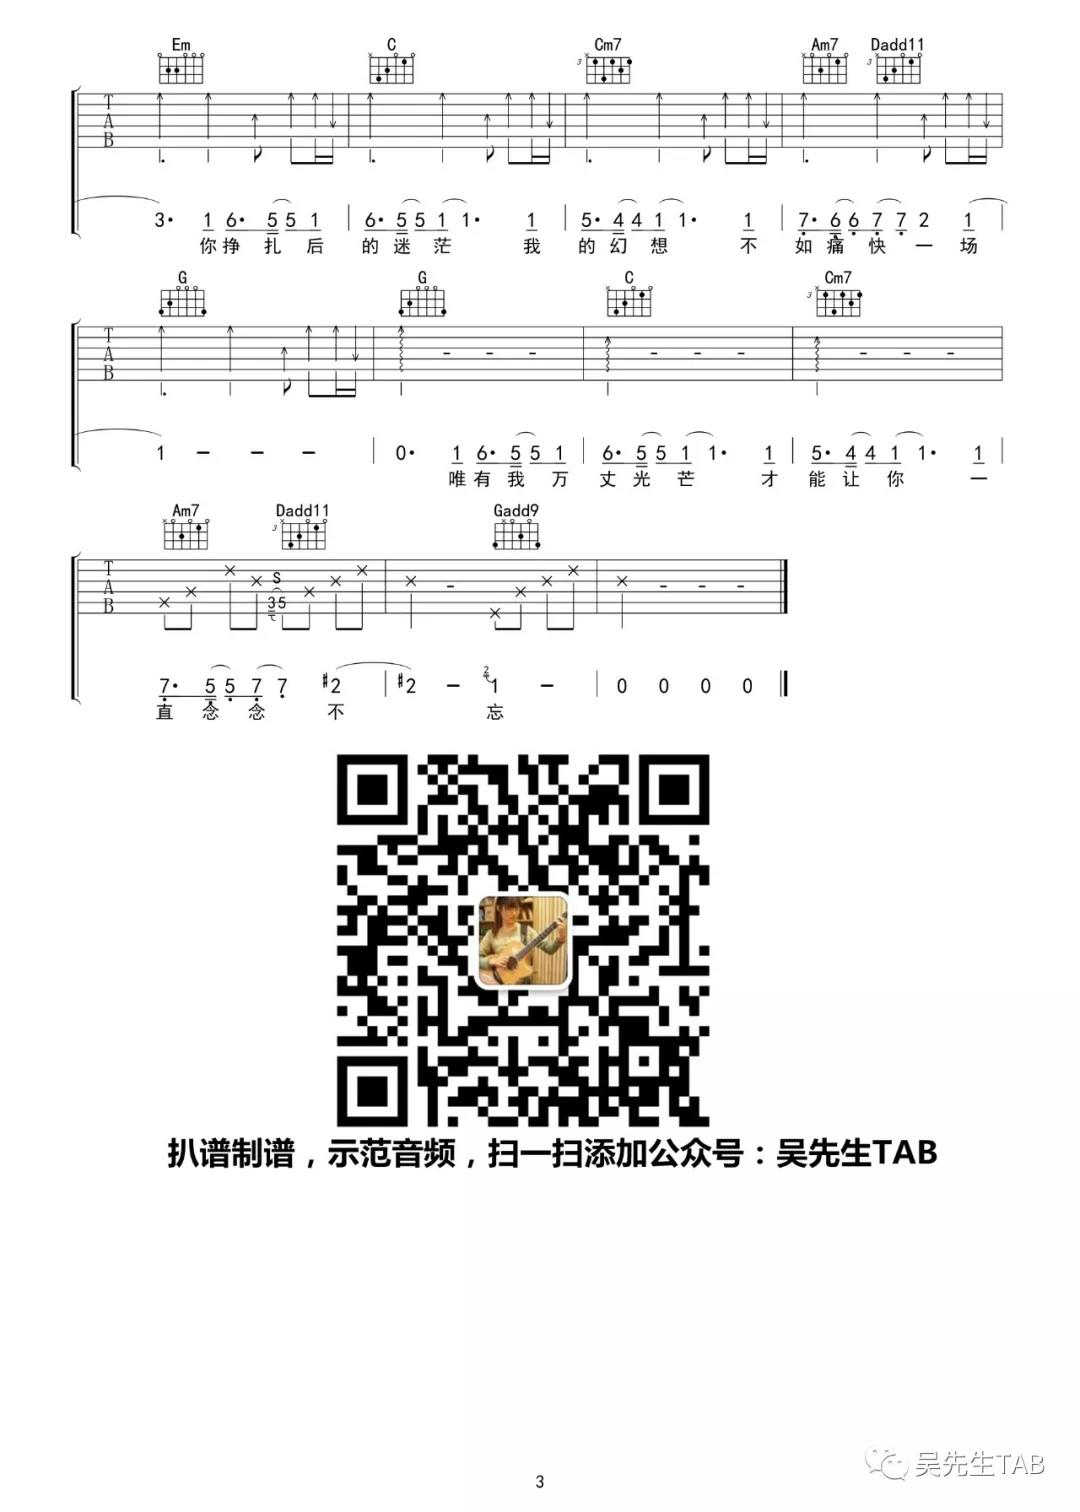 Em C Cm7 Am7 Dadd11
3 3
T A B
3· 1 6· 5 5 1 | 6· 5 5 1 1· 1 | 5· 4 4 1 1· 1 | 7· 6 6 7 7 2 1
你挣扎后的迷茫 我的幻想 不如痛快一场
G G C Cm7
3
T A B
1 – – – | 0· 1 6· 5 5 1 | 6· 5 5 1 1· 1 | 5· 4 4 1 1· 1
唯有我万丈光芒 才能让你一
Am7 Dadd11 Gadd9
3
T A B S 3 5
7· 5 5 7 7 #2 | #2 – 2 1 – | 0 0 0 0
直念念不忘
扒谱制谱，示范音频，扫一扫添加公众号：吴先生TAB
吴先生TAB
3